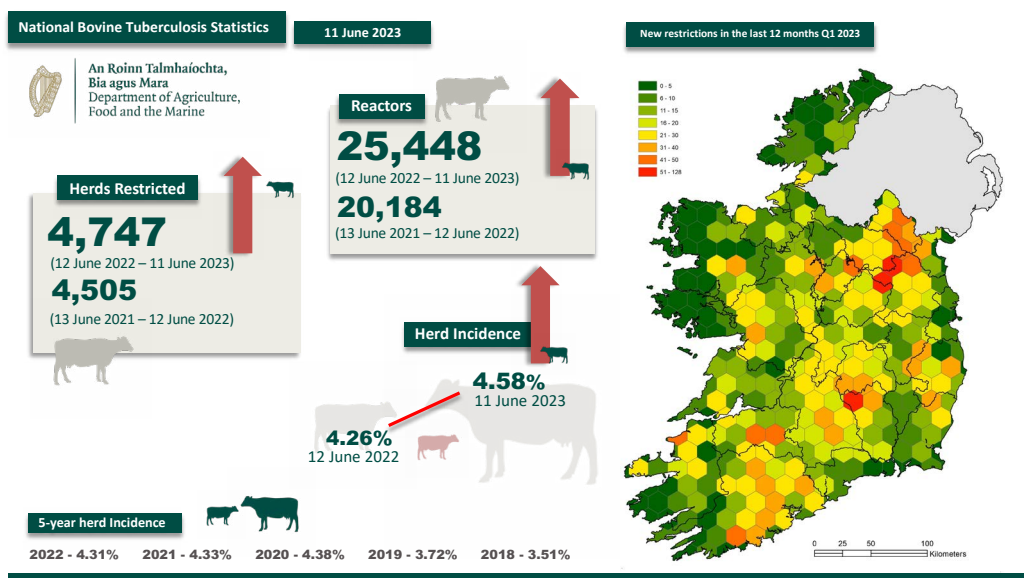 National Bovine Tuberculosis Statistics
11 June 2023
An Roinn Talmhaíochta,
Bia agus Mara
Department of Agriculture,
Food and the Marine
Reactors
25,448
(12 June 2022 – 11 June 2023)
20,184
(13 June 2021 – 12 June 2022)
Herds Restricted
4,747
(12 June 2022 – 11 June 2023)
4,505
(13 June 2021 – 12 June 2022)
Herd Incidence
4.58%
11 June 2023
4.26%
12 June 2022
5-year herd Incidence
2022 - 4.31% 2021 - 4.33% 2020 - 4.38% 2019 - 3.72% 2018 - 3.51%
New restrictions in the last 12 months Q1 2023
0 - 5
6 - 10
11 - 15
16 - 20
21 - 30
31 - 40
41 - 50
51 - 128
0 25 50 100
Kilometers